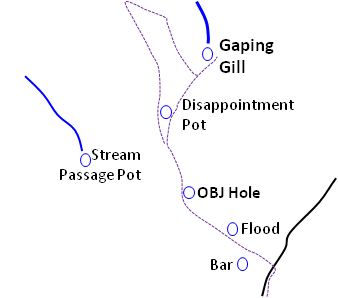 Gaping
Gill
Disappointment
Pot
Stream
Passage Pot
OBJ Hole
Flood
Bar